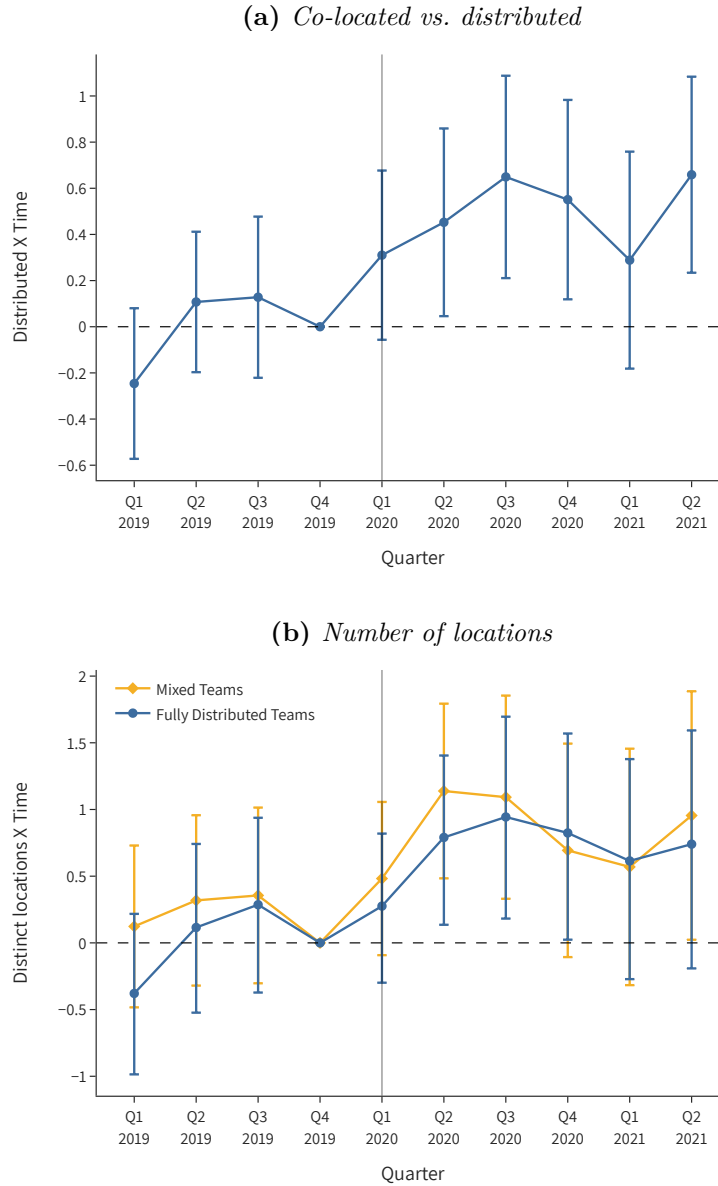 (a) Co-located vs. distributed
Distributed X Time
1
0.8
0.6
0.4
0.2
0
−0.2
−0.4
−0.6
Q1 Q2 Q3 Q4 Q1 Q2 Q3 Q4 Q1 Q2
2019 2019 2019 2019 2020 2020 2020 2020 2021 2021
Quarter
(b) Number of locations
Distinct locations X Time
Mixed Teams
Fully Distributed Teams
2
1.5
1
0.5
0
−0.5
−1
Q1 Q2 Q3 Q4 Q1 Q2 Q3 Q4 Q1 Q2
2019 2019 2019 2019 2020 2020 2020 2020 2021 2021
Quarter